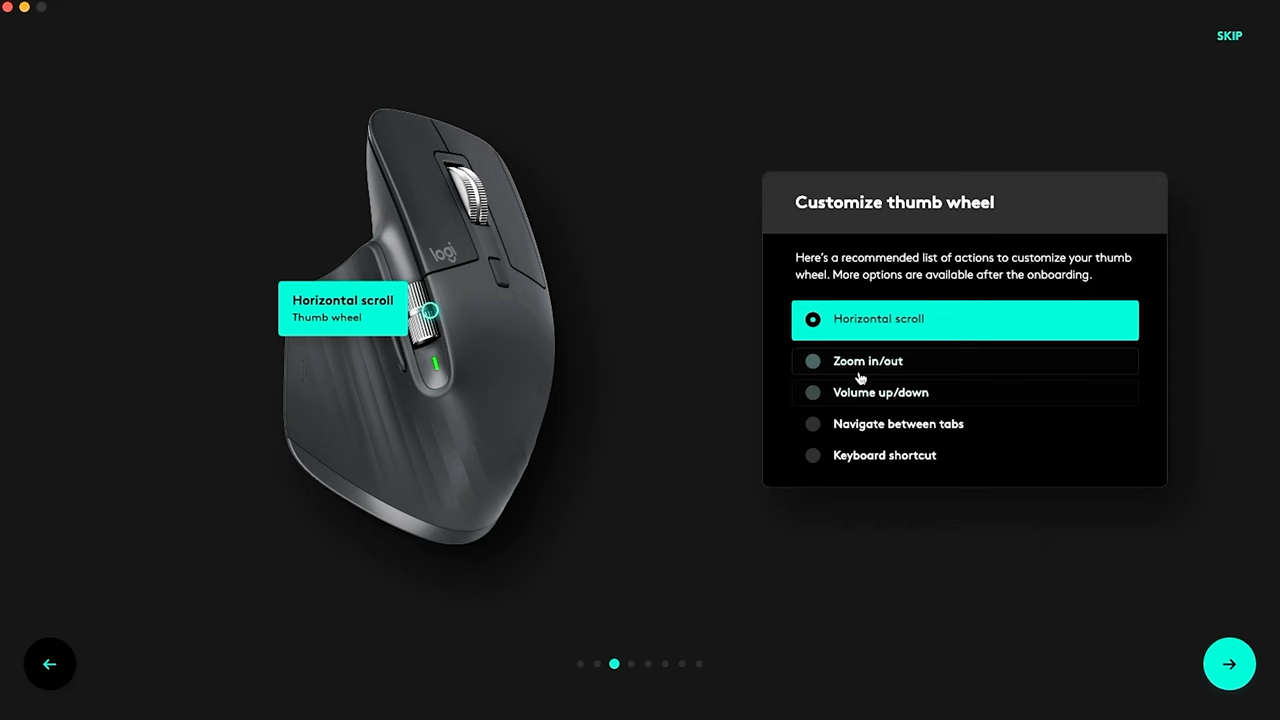 SKIP
logi
Horizontal scroll
Thumb wheel
Customize thumb wheel
Here's a recommended list of actions to customize your thumb
wheel. More options are available after the onboarding.
Horizontal scroll
Zoom in/out
Volume up/down
Navigate between tabs
Keyboard shortcut